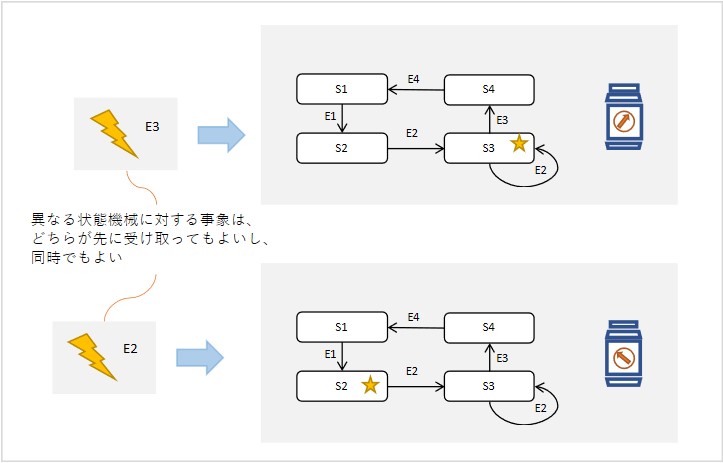 E3
S1
E4
S4
E1
E3
S2
E2
S3
E2
異なる状態機械に対する事象は、
どちらが先に受け取ってもよいし、
同時でもよい
E2
S1
E4
S4
E1
E3
S2
E2
S3
E2